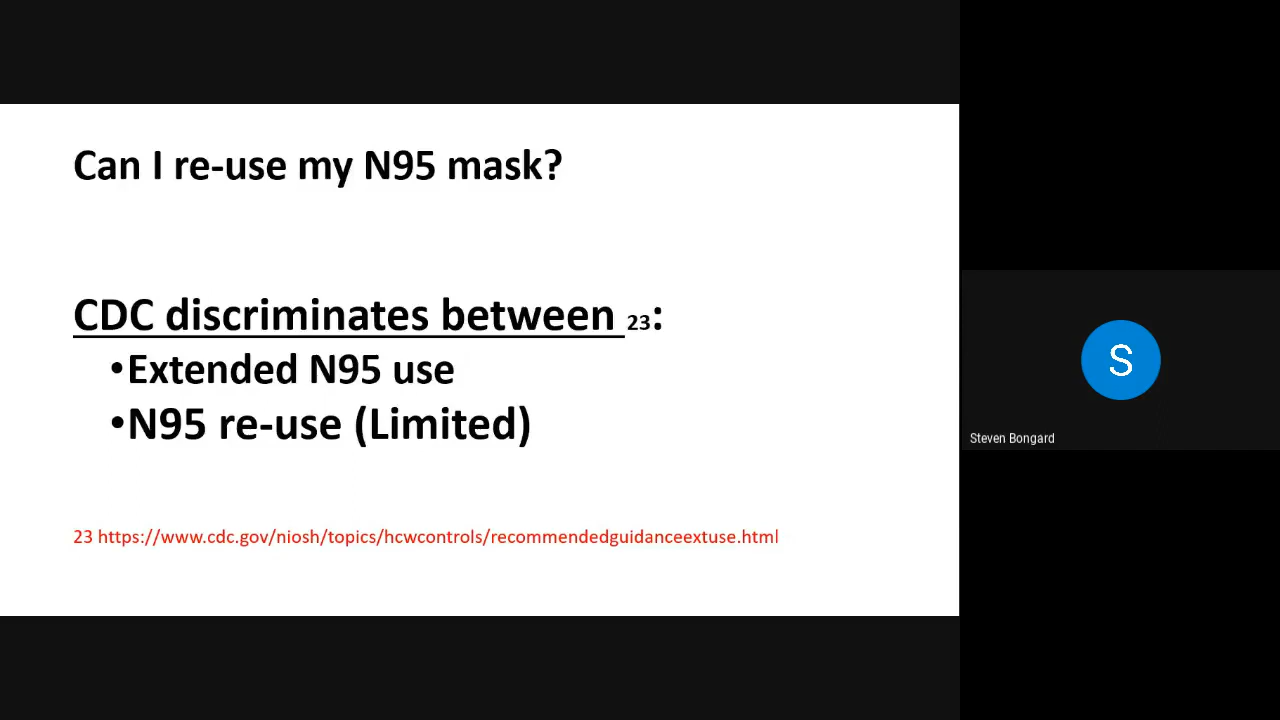 Can I re-use my N95 mask?
CDC discriminates between 23:
•Extended N95 use
•N95 re-use (Limited)
23 https://www.cdc.gov/niosh/topics/hcwcontrols/recommendedguidanceextuse.html
S
Steven Bongard